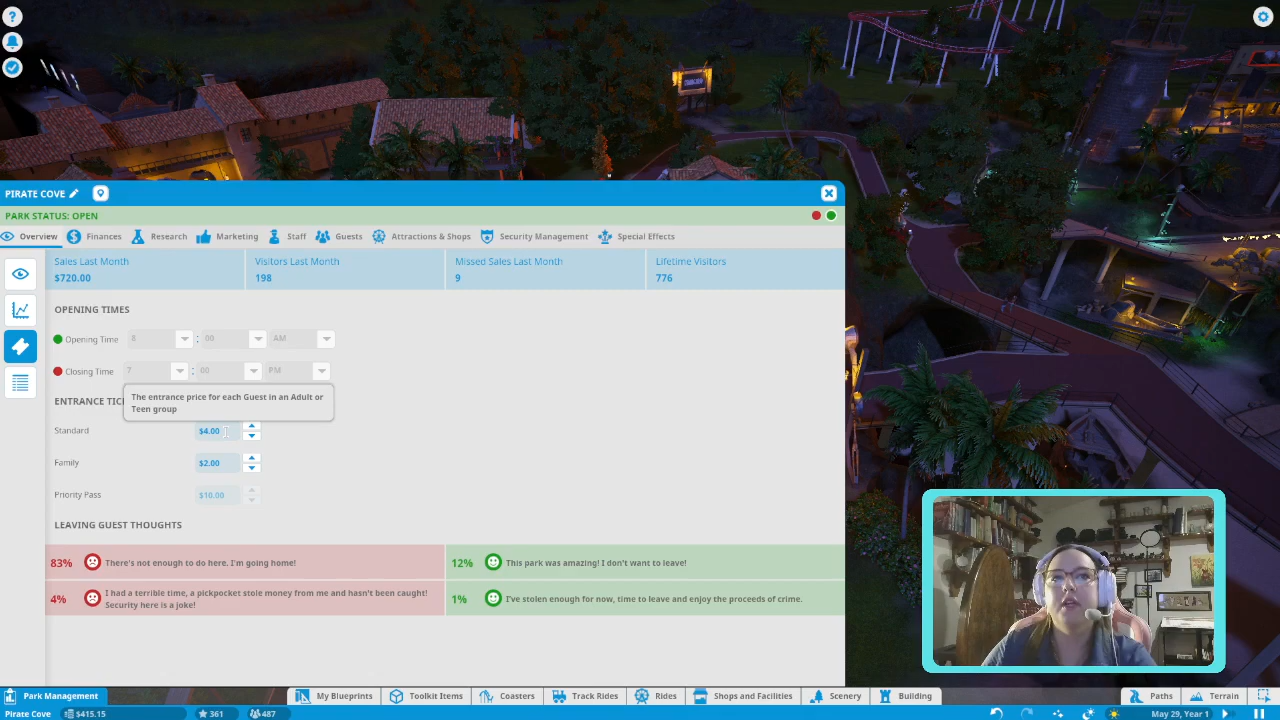 PIRATE COVE
PARK STATUS: OPEN
Overview Finances Research Marketing Staff Guests Attractions & Shops Security Management Special Effects
Sales Last Month Visitors Last Month Missed Sales Last Month Lifetime Visitors
$720.00 198 9 776
OPENING TIMES
Opening Time 8 : 00 AM
Closing Time 7 : 00 PM
The entrance price for each Guest in an Adult or
Teen group
ENTRANCE TIC
Standard $4.00
Family $2.00
Priority Pass $10.00
LEAVING GUEST THOUGHTS
83% There's not enough to do here. I'm going home! 12% This park was amazing! I don't want to leave!
4% I had a terrible time, a pickpocket stole money from me and hasn't been caught!
Security here is a joke!
1% I've stolen enough for now, time to leave and enjoy the proceeds of crime.
Park Management My Blueprints Toolkit Items Coasters Track Rides Rides Shops and Facilities Scenery Building Paths Terrain
Pirate Cove $415.15 361 487 May 29, Year 1